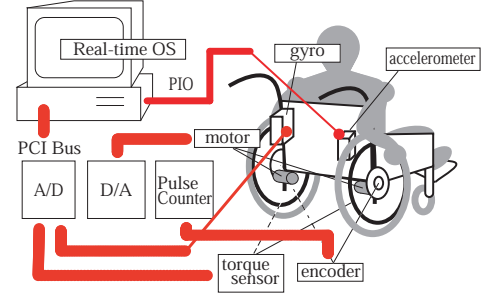 Real-time OS
gyro
accelerometer
PIO
motor
PCI Bus
A/D
D/A
Pulse
Counter
torque
sensor
encoder